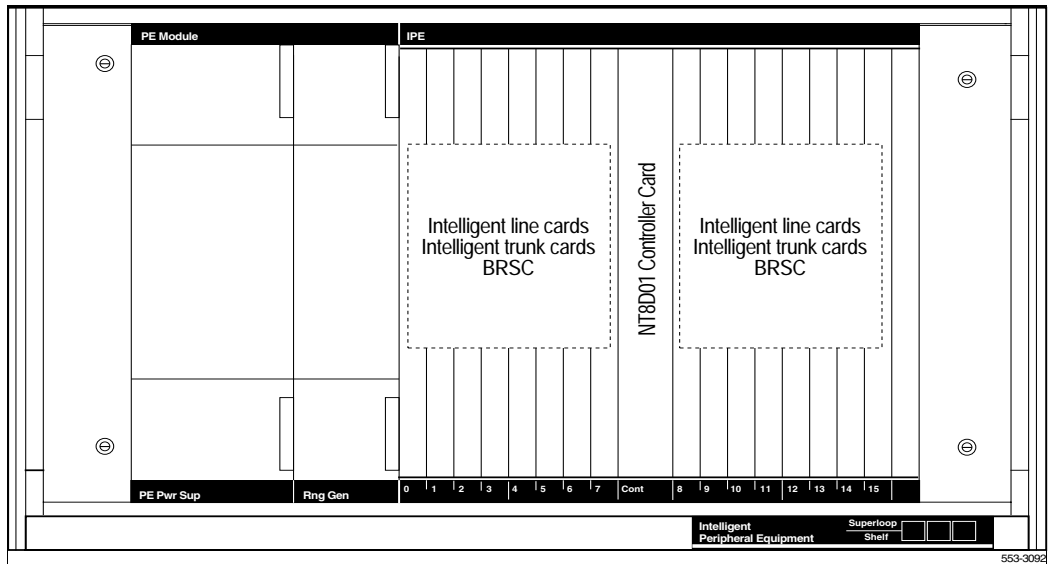 PE Module IPE
Intelligent line cards
Intelligent trunk cards
BRSC
NT8D01 Controller Card
Intelligent line cards
Intelligent trunk cards
BRSC
PE Pwr Sup Rng Gen 0 1 2 3 4 5 6 7 Cont 8 9 10 11 12 13 14 15
Intelligent
Peripheral Equipment
Superloop
Shelf
553-3092